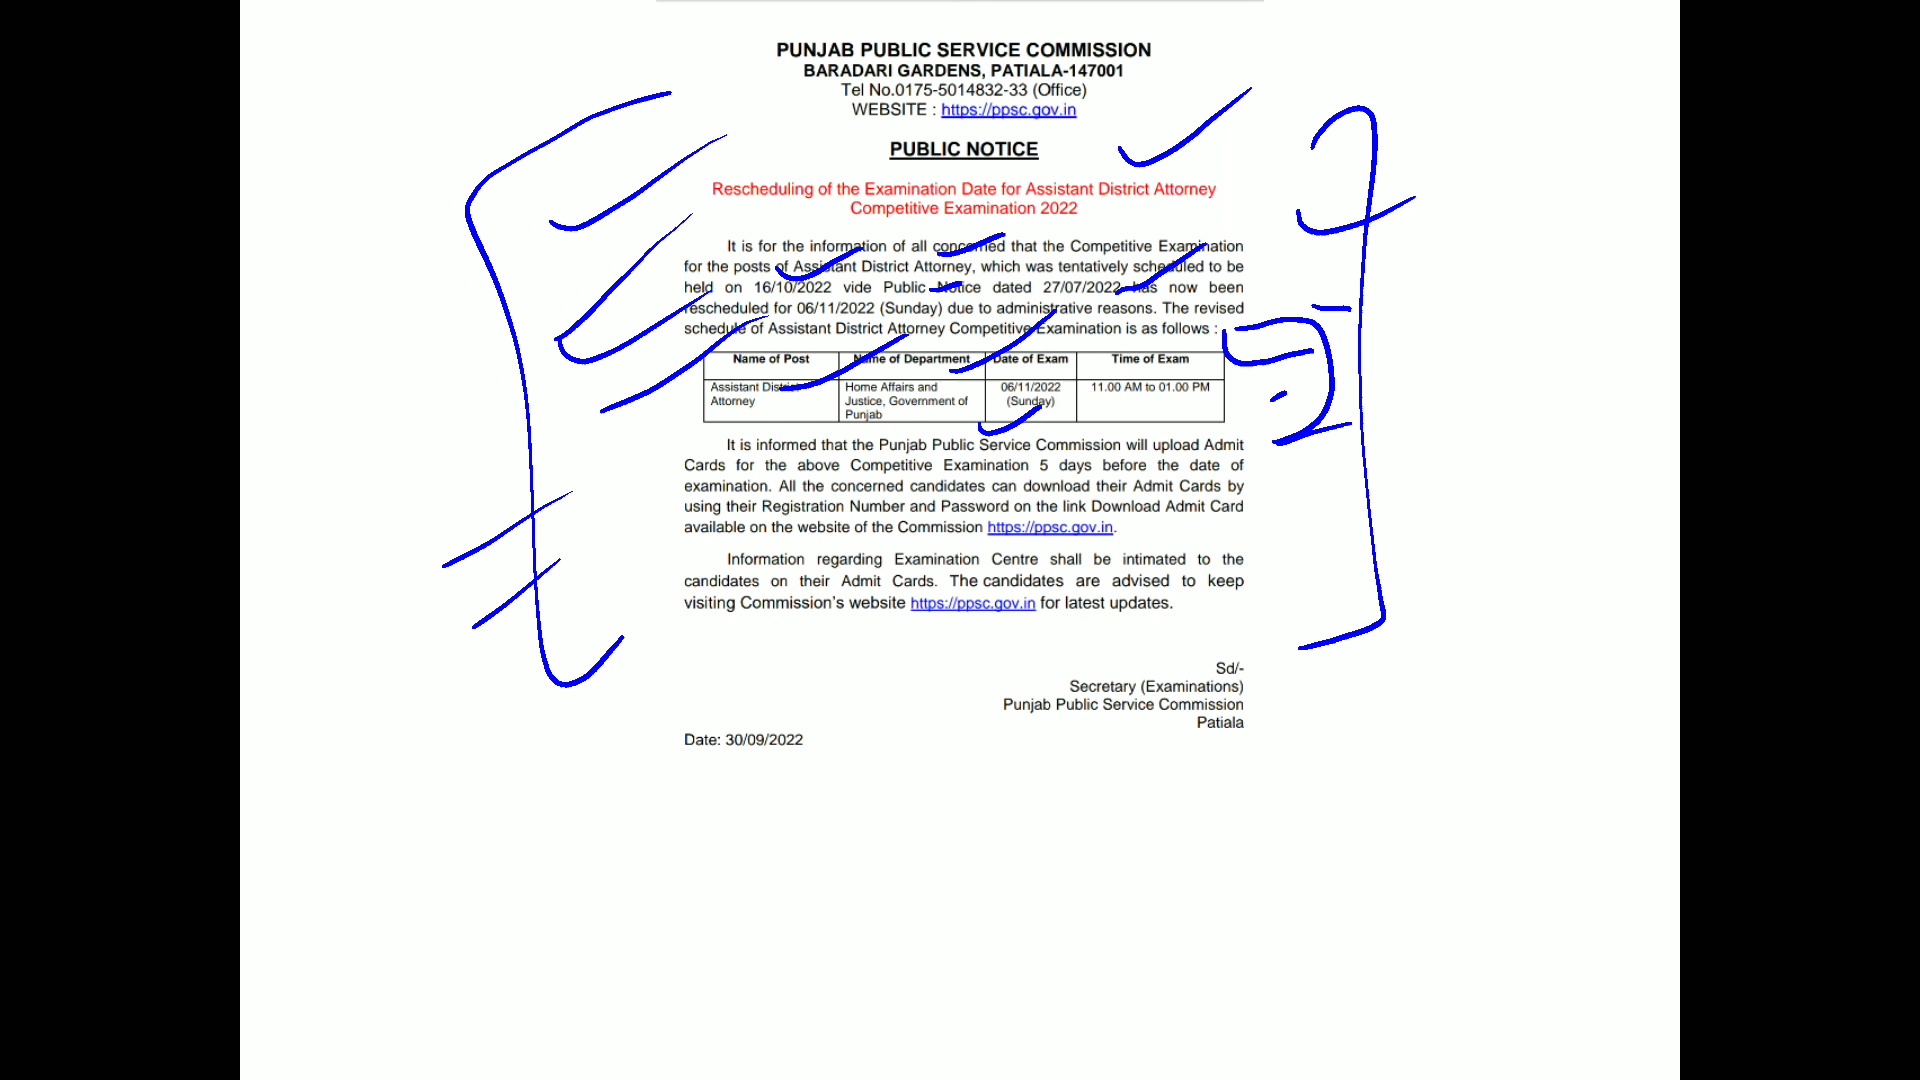 PUNJAB PUBLIC SERVICE COMMISSION
BARADARI GARDENS, PATIALA-147001
Tel No.0175-5014832-33 (Office)
WEBSITE : https://ppsc.gov.in
PUBLIC NOTICE
Rescheduling of the Examination Date for Assistant District Attorney
Competitive Examination 2022
It is for the information of all concerned that the Competitive Examination
for the posts of Assistant District Attorney, which was tentatively scheduled to be
held on 16/10/2022 vide Public Notice dated 27/07/2022 has now been
rescheduled for 06/11/2022 (Sunday) due to administrative reasons. The revised
schedule of Assistant District Attorney Competitive Examination is as follows :
Name of Post Name of Department Date of Exam Time of Exam
Assistant District Home Affairs and 06/11/2022 11.00 AM to 01.00 PM
Attorney Justice, Government of (Sunday)
Punjab
It is informed that the Punjab Public Service Commission will upload Admit
Cards for the above Competitive Examination 5 days before the date of
examination. All the concerned candidates can download their Admit Cards by
using their Registration Number and Password on the link Download Admit Card
available on the website of the Commission https://ppsc.gov.in.
Information regarding Examination Centre shall be intimated to the
candidates on their Admit Cards. The candidates are advised to keep
visiting Commission's website https://ppsc.gov.in for latest updates.
Sd/-
Secretary (Examinations)
Punjab Public Service Commission
Patiala
Date: 30/09/2022